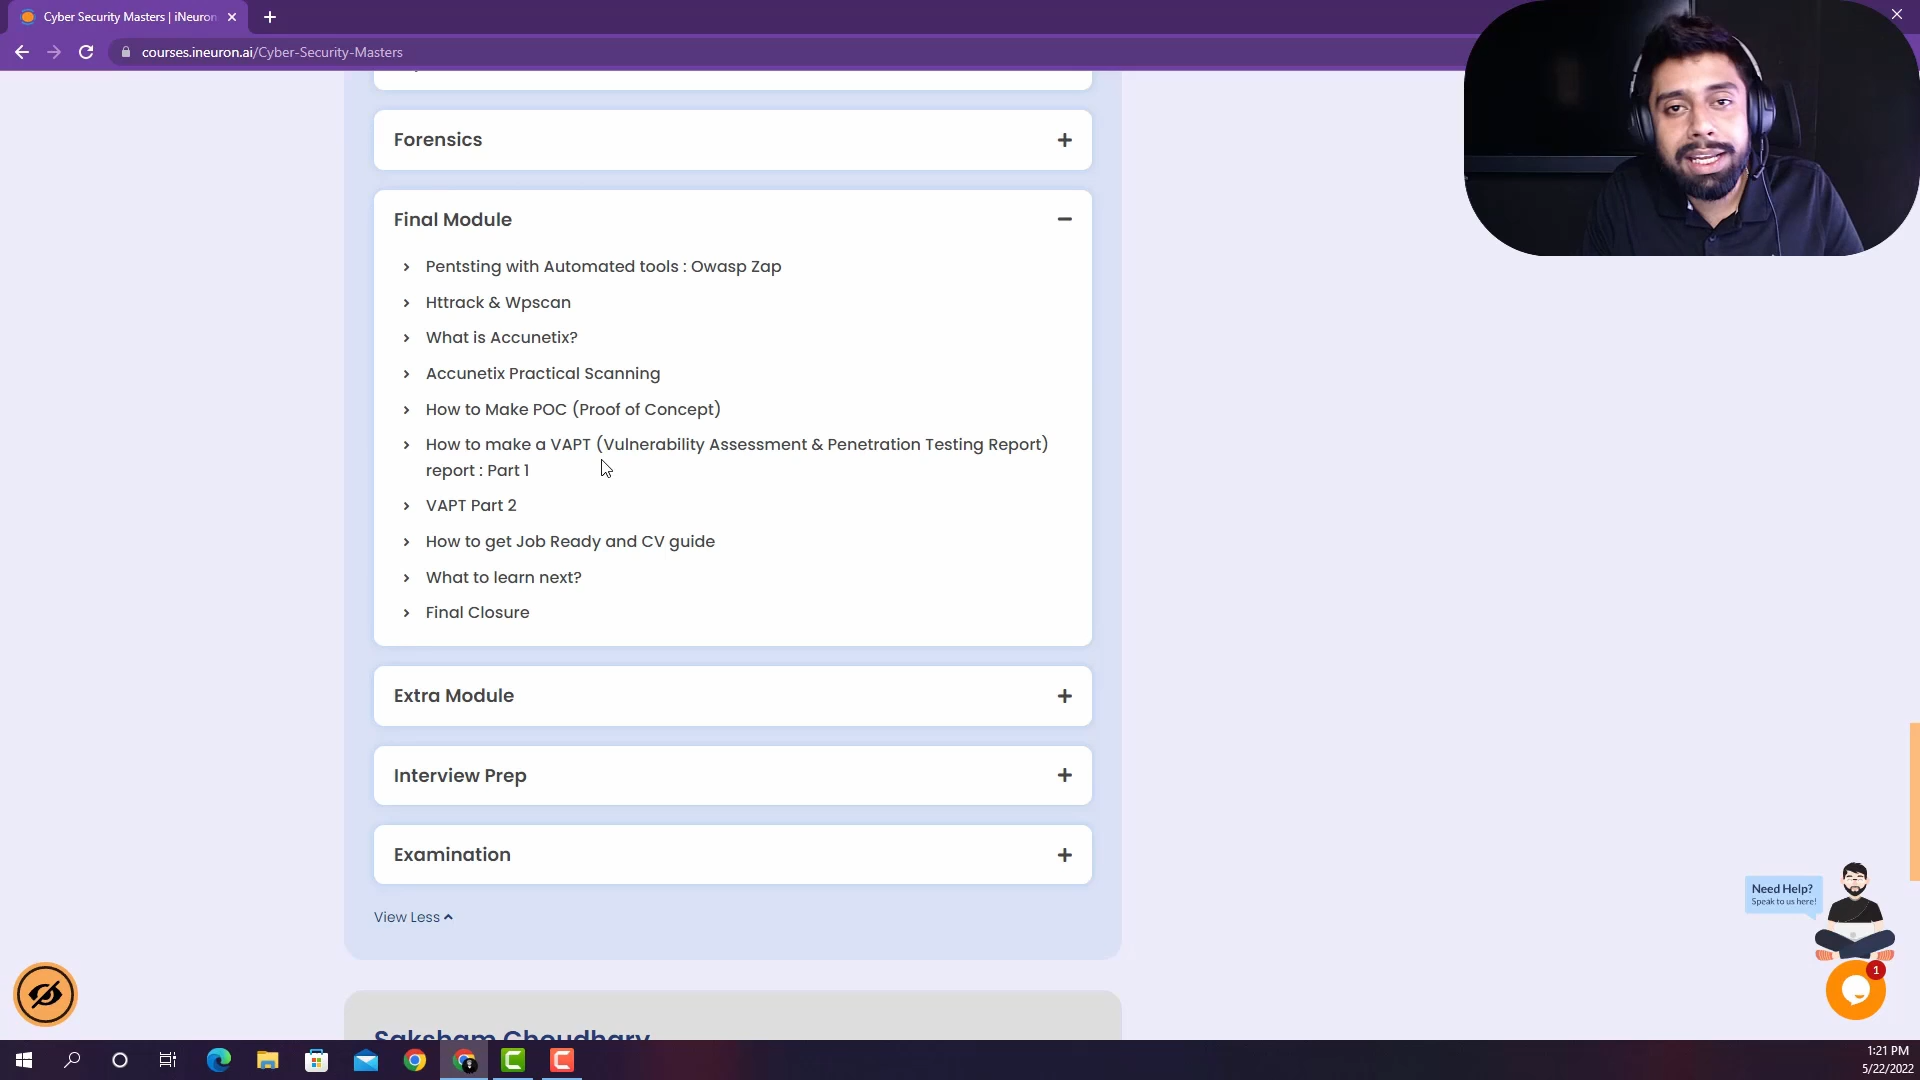 Cyber Security Masters | iNeuron
courses.ineuron.ai/Cyber-Security-Masters
Forensics
Final Module
Pentsting with Automated tools : Owasp Zap
Httrack & Wpscan
What is Accunetix?
Accunetix Practical Scanning
How to Make POC (Proof of Concept)
How to make a VAPT (Vulnerability Assessment & Penetration Testing Report)
report : Part 1
VAPT Part 2
How to get Job Ready and CV guide
What to learn next?
Final Closure
Extra Module
Interview Prep
Examination
View Less
Need Help?
Speak to us here!
1
Saksham Choudhary
1:21 PM
5/22/2022